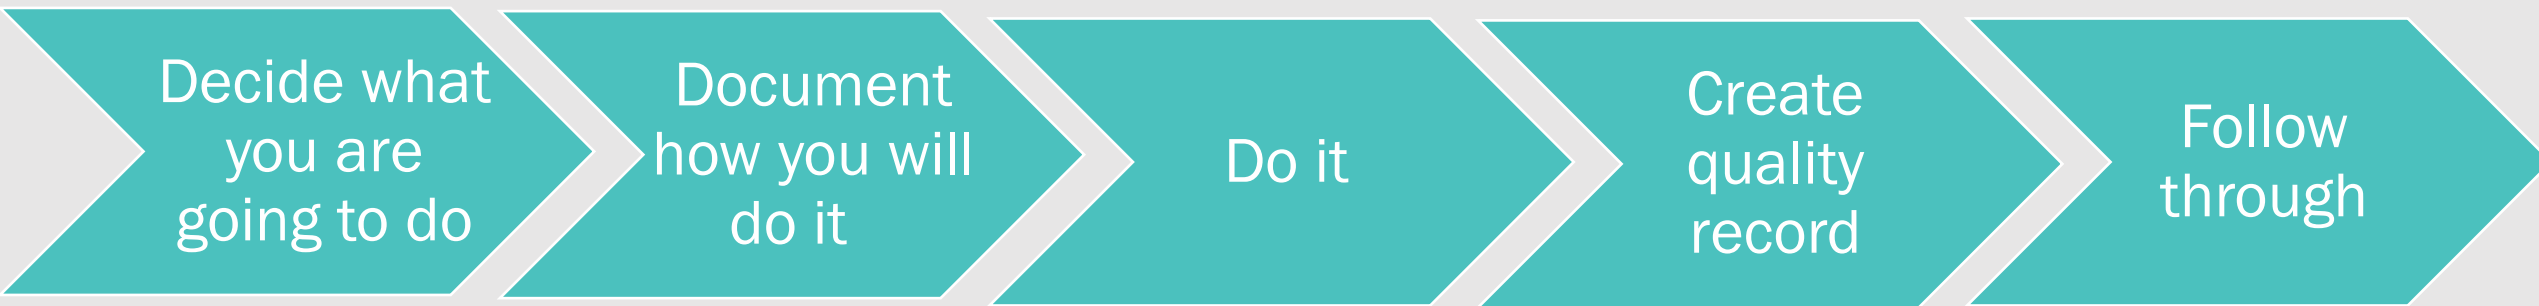 Decide what
you are
going to do
Document
how you will
do it
Do it
Create
quality
record
Follow
through